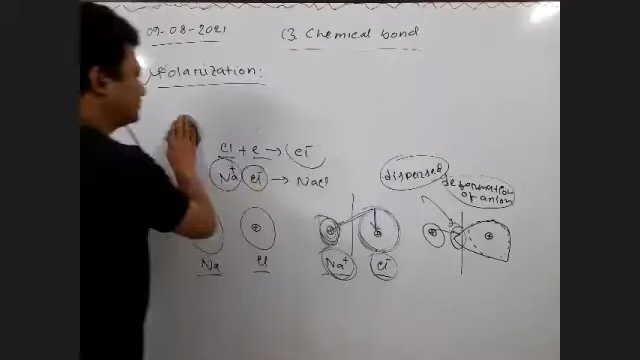 09-08-2021
(3. Chemical bond
Polarization:
Cl + e → Cl⁻
Na⁺ Cl⁻ → NaCl
dispersed
deformation
of anion
Na
Cl
Na⁺
Cl⁻